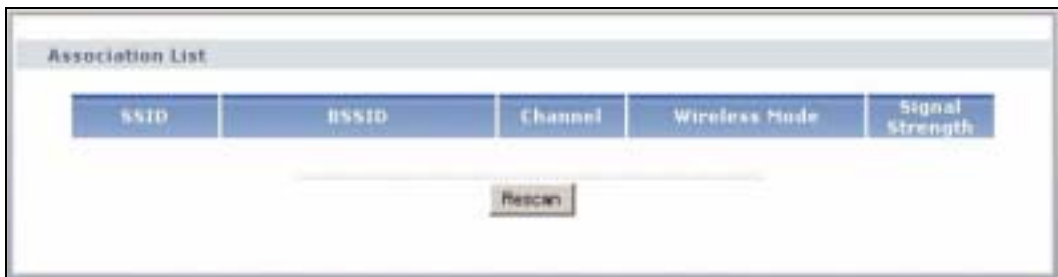 Association List
SSID BSSID Channel Wireless Mode Signal Strength
Rescan